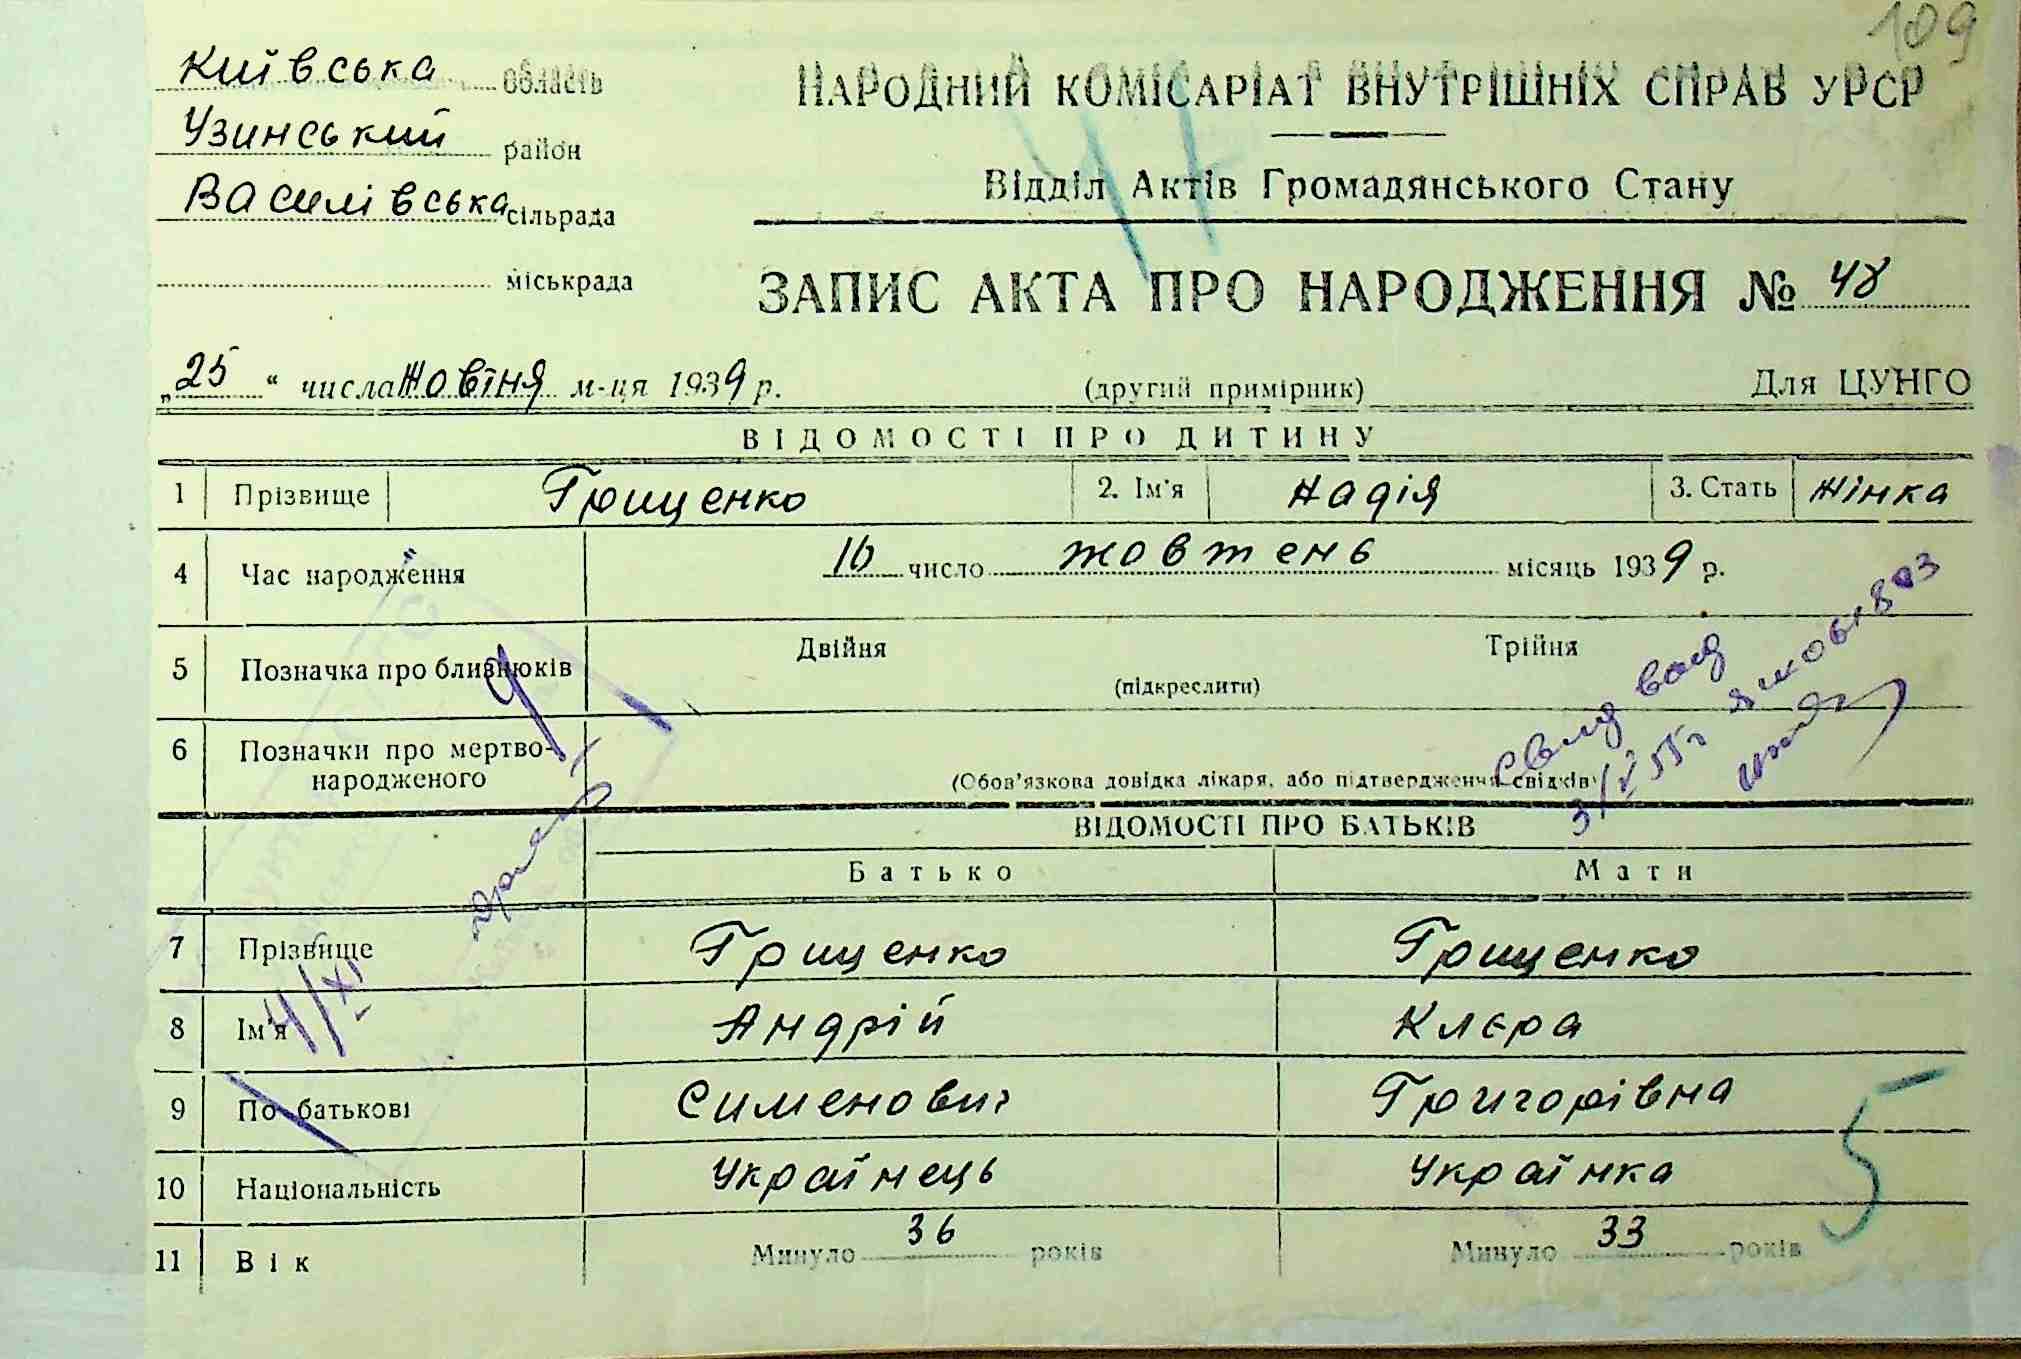 109
Київська область
НАРОДНИЙ КОМІСАРІАТ ВНУТРІШНІХ СПРАВ УРСР
Узинський район
Відділ Актів Громадянського Стану
Василівська сільрада
міськрада
ЗАПИС АКТА ПРО НАРОДЖЕННЯ № 48
„25“ числа Жовтня м-ця 1939 р.
(другий примірник)
Для ЦУНГО
ВІДОМОСТІ ПРО ДИТИНУ
1 Прізвище Грищенко 2. Ім'я Надія 3. Стать Жінка
4 Час народження 16 число жовтень місяць 1939 р.
5 Позначка про близнюків Двійня Трійня
(підкреслити)
6 Позначки про мертвонародженого
(Обов'язкова довідка лікаря, або підтвердження свідків)
ВІДОМОСТІ ПРО БАТЬКІВ
Батько Мати
7 Прізвище Грищенко Грищенко
8 Ім'я Андрій Клєра
9 По батькові Сименович Григорівна
10 Національність Українець Українка
11 Вік Минуло 36 років Минуло 33 років
4/XI
5